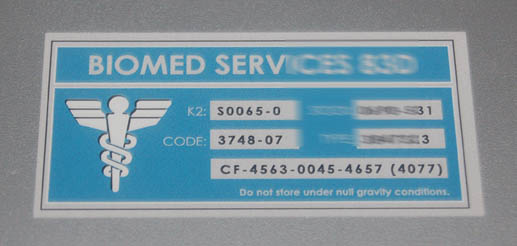 BIOMED
K2: S0065-0
CODE: 3748-07
CF-4563-0045-4657 (4077)
Do not store under null gravity conditions.